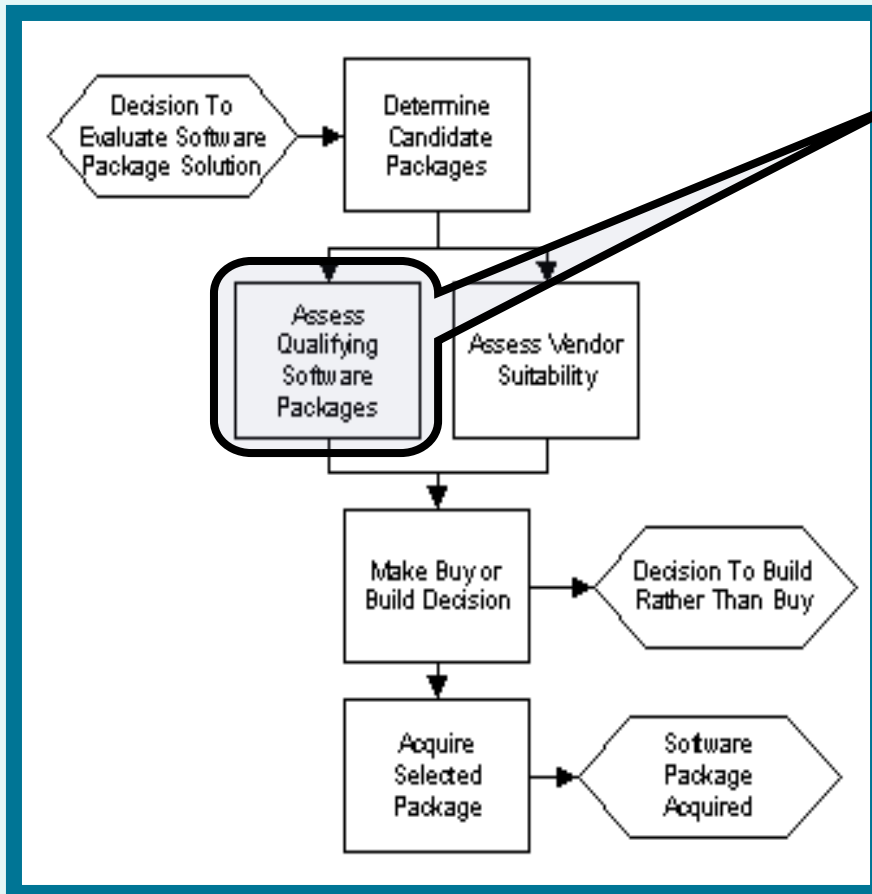 Decision To
Evaluate Software
Package Solution
Determine
Candidate
Packages
Assess
Qualifying
Software
Packages
Assess Vendor
Suitability
Make Buy or
Build Decision
Decision To Build
Rather Than Buy
Acquire
Selected
Package
Software
Package
Acquired